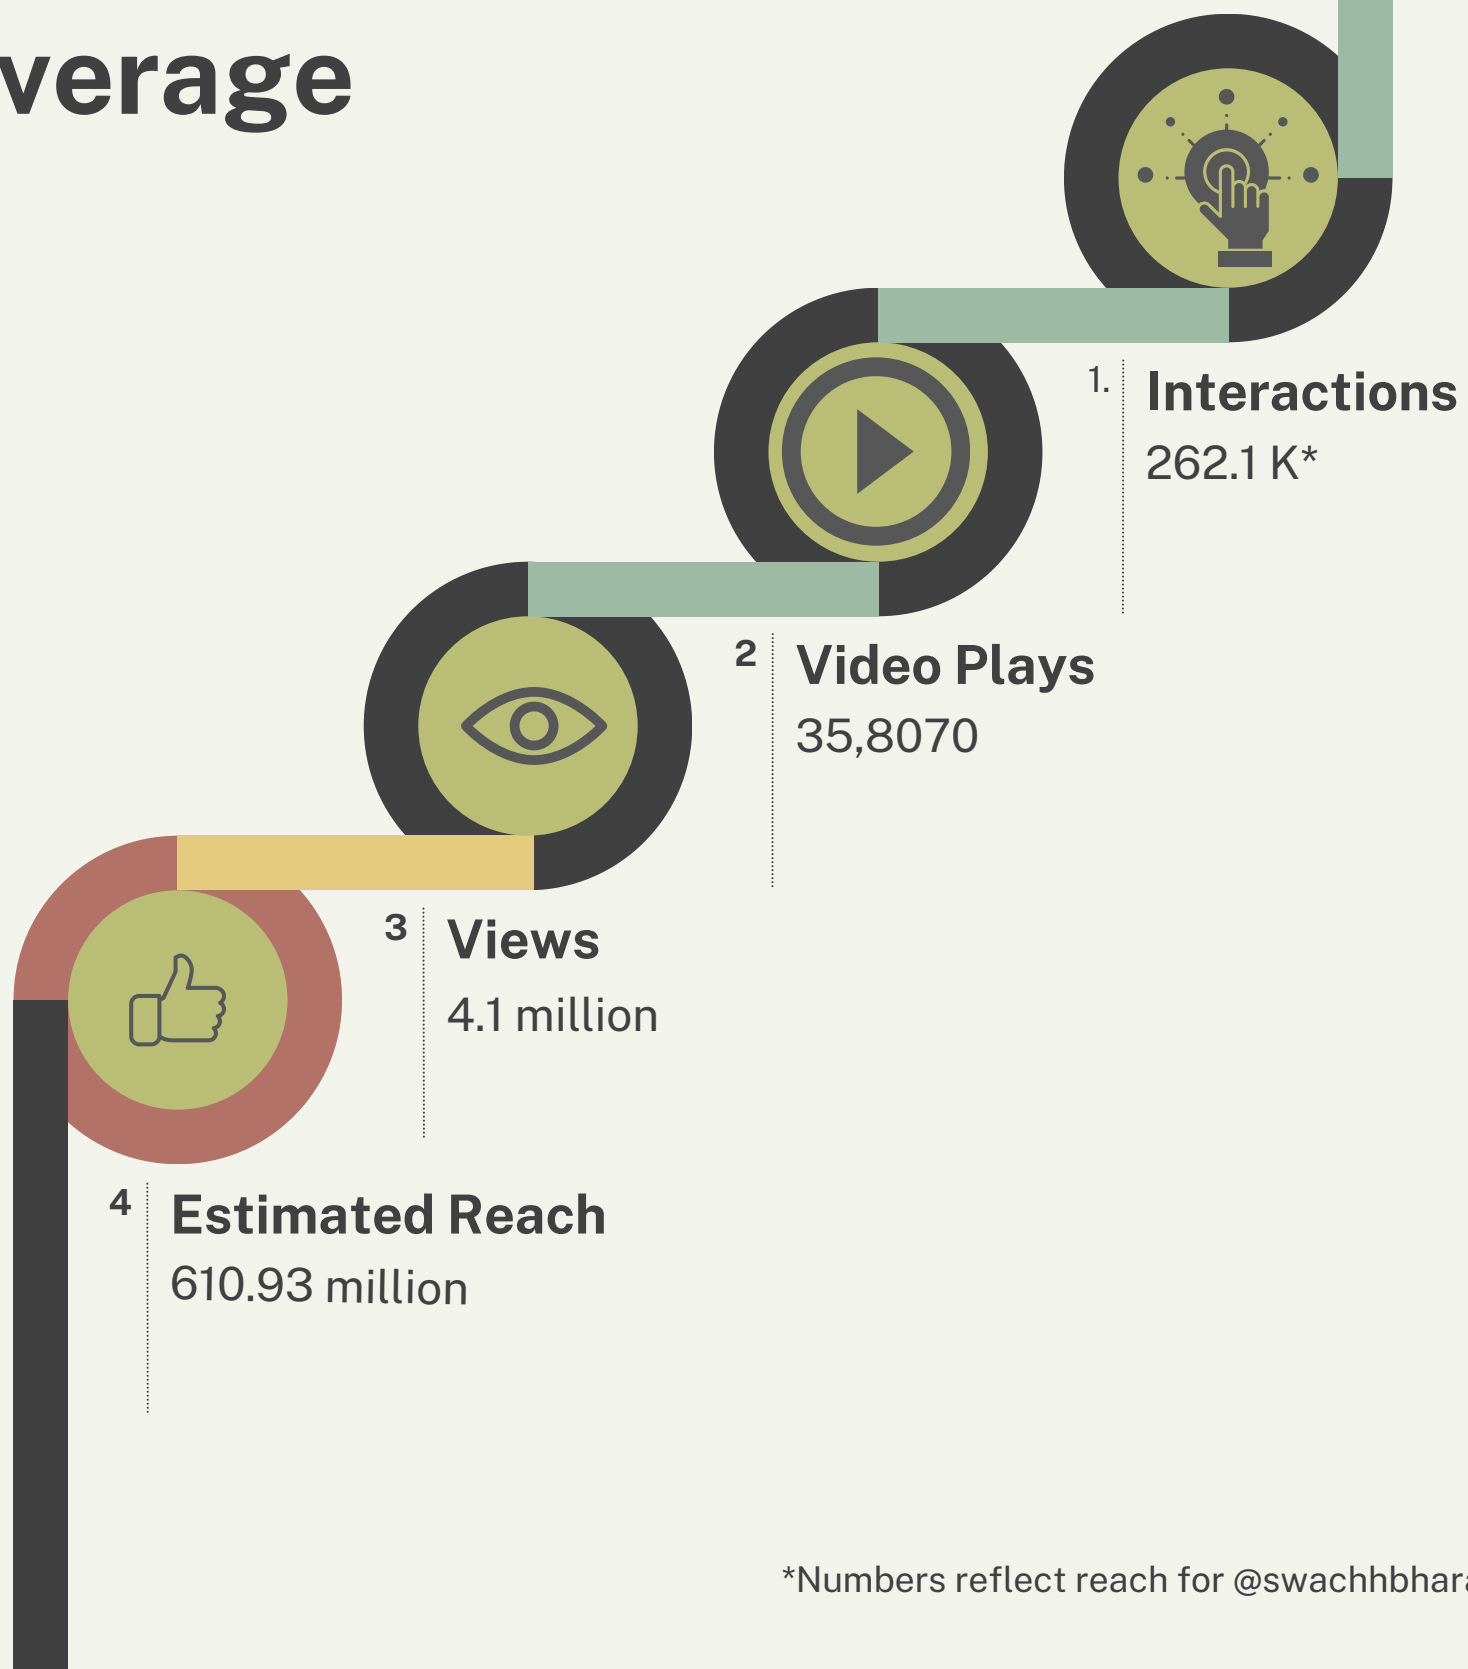 verage
1.
Interactions
262.1 K*
2
Video Plays
35,8070
3
Views
4.1 million
4
Estimated Reach
610.93 million
*Numbers reflect reach for @swachhbhara